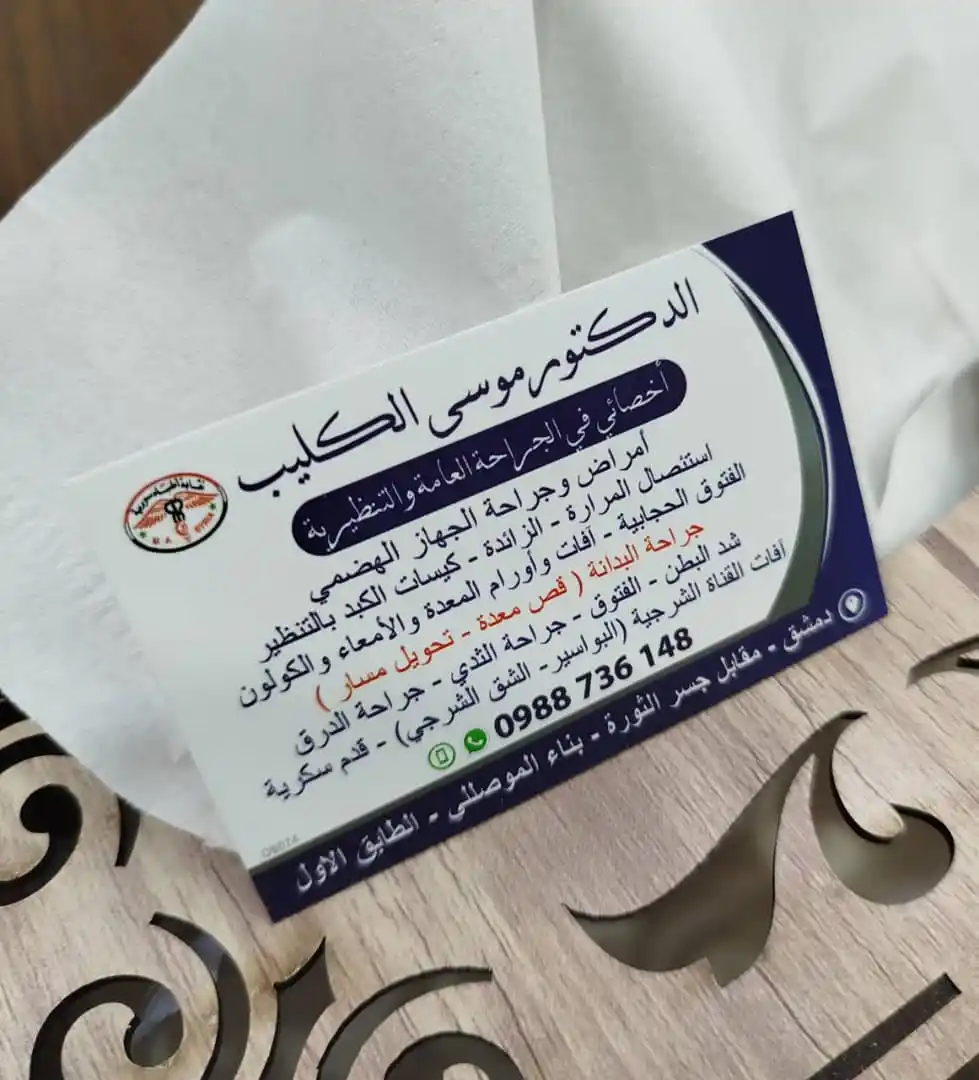 الدكتور موسى الكليب
أخصائي في الجراحة العامة والتنظيرية
أمراض وجراحة الجهاز الهضمي
استئصال المرارة - الزائدة - كيسات الكبد بالتنظير
الفتوق الحجابية - آفات وأورام المعدة والأمعاء والكولون
جراحة البدانة ( قص معدة - تحويل مسار )
شد البطن - الفتوق - جراحة الثدي - جراحة الدرق
آفات القناة الشرجية (البواسير - الشق الشرجي) - قدم سكرية
0988 736 148
دمشق - مقابل جسر الثورة - بناء الموصللي - الطابق الاول
SYRIA